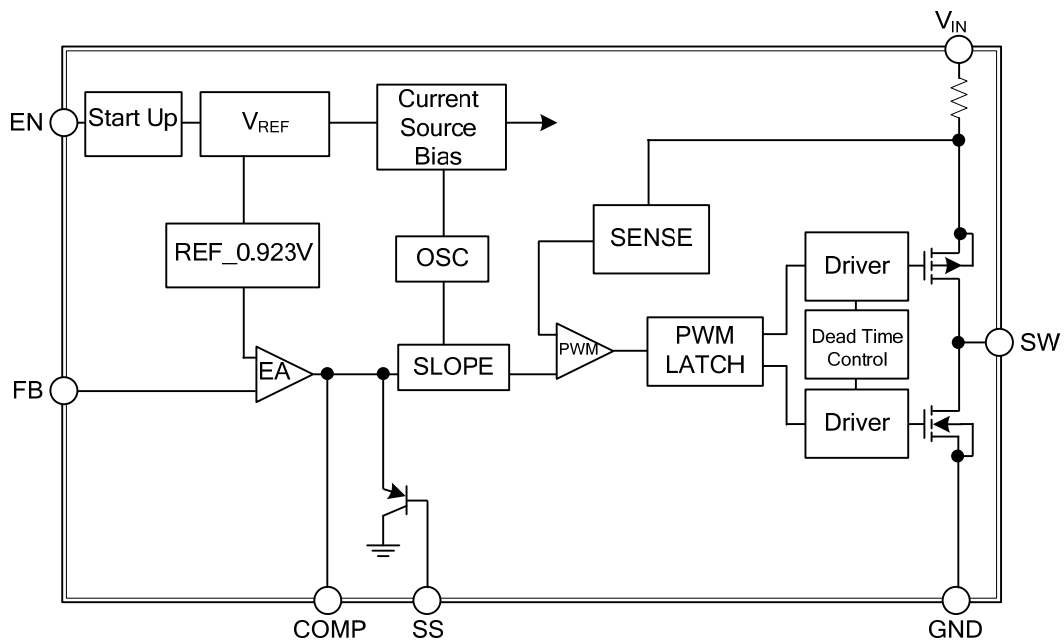 VIN
EN
Start Up
VREF
Current
Source
Bias
REF_0.923V
OSC
SENSE
Driver
PWM
PWM
LATCH
Dead Time
Control
SW
FB
EA
SLOPE
Driver
COMP
SS
GND